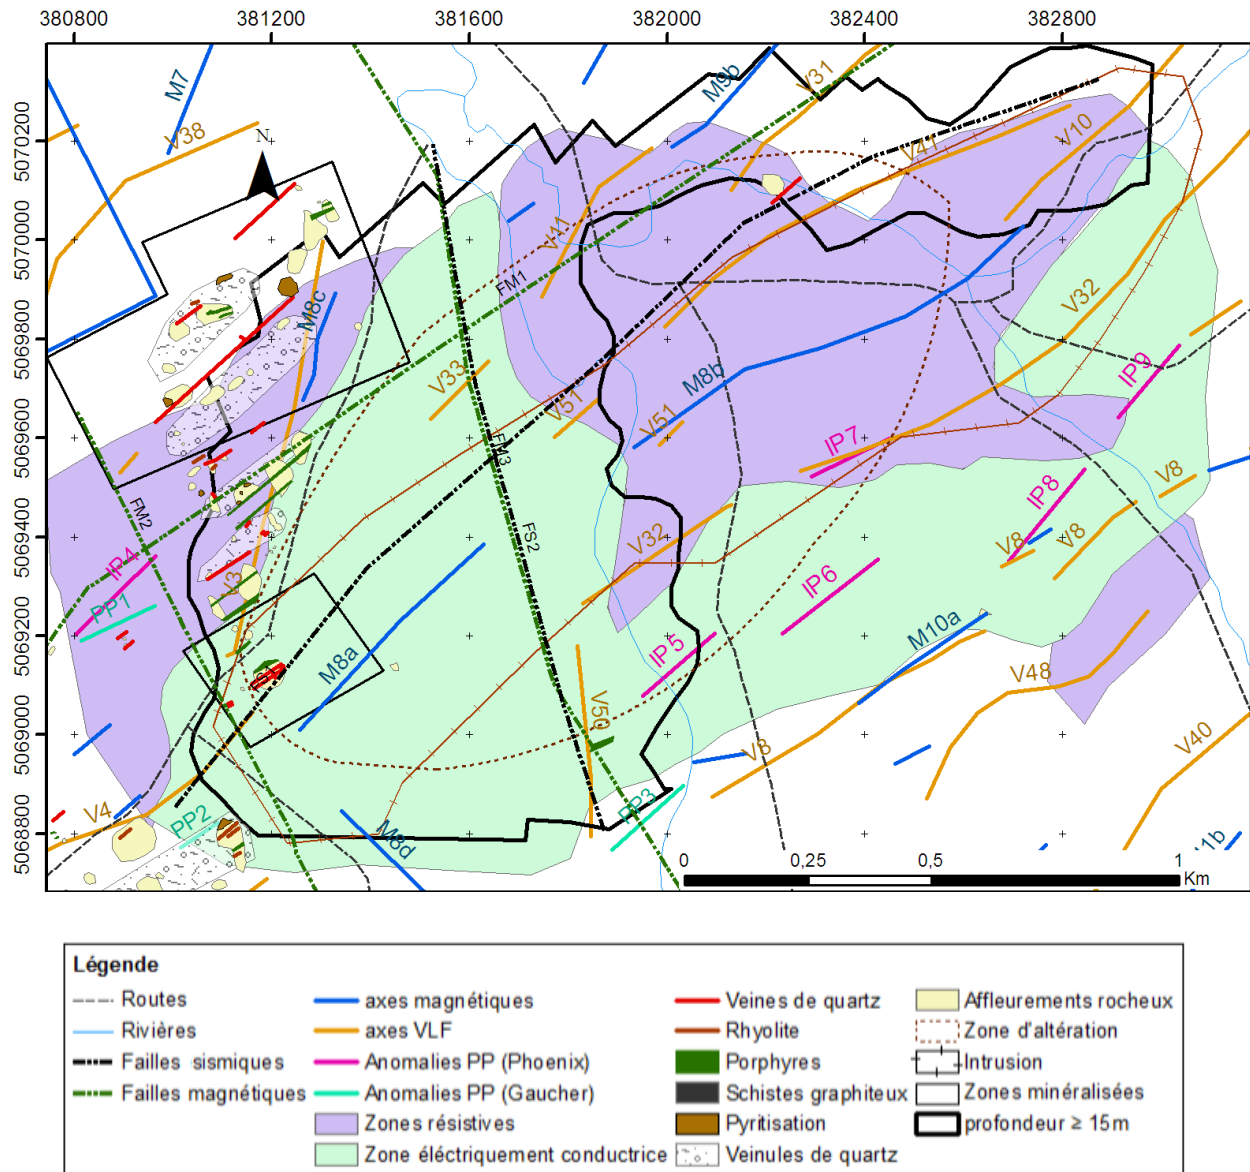 380800 381200 381600 382000 382400 382800
5070200
5070000
5069800
5069600
5069400
5069200
5069000
5068800
M7
V38
N
M9b
V31
V41
V10
V41
FM1
M8c
V32
V33
M8b
IP9
V51
V51
FM3
IP7
FM2
FS2
IP8
V8
V8
V8
IP4
V3
V32
PP1
IP6
IP5
M10a
M8a
V48
V50
V8
V40
V4
PP2
PP3
M8d
11b
0 0,25 0,5 1
Km
Légende
Routes
Rivières
Failles sismiques
Failles magnétiques
axes magnétiques
axes VLF
Anomalies PP (Phoenix)
Anomalies PP (Gaucher)
Zones résistives
Zone éléctriquement conductrice
Veines de quartz
Rhyolite
Porphyres
Schistes graphiteux
Pyritisation
Veinules de quartz
Affleurements rocheux
Zone d'altération
Intrusion
Zones minéralisées
profondeur ≥ 15m